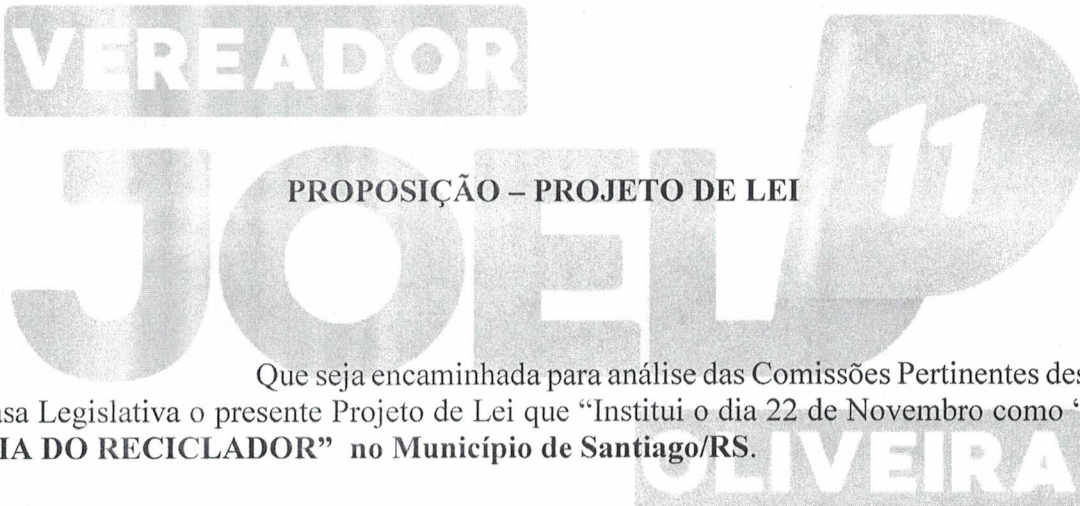 VEREADOR
JOEL
P 11
PROPOSIÇÃO – PROJETO DE LEI
Que seja encaminhada para análise das Comissões Pertinentes des
sa Legislativa o presente Projeto de Lei que “Institui o dia 22 de Novembro como “
IA DO RECICLADOR” no Município de Santiago/RS.
OLIVEIRA